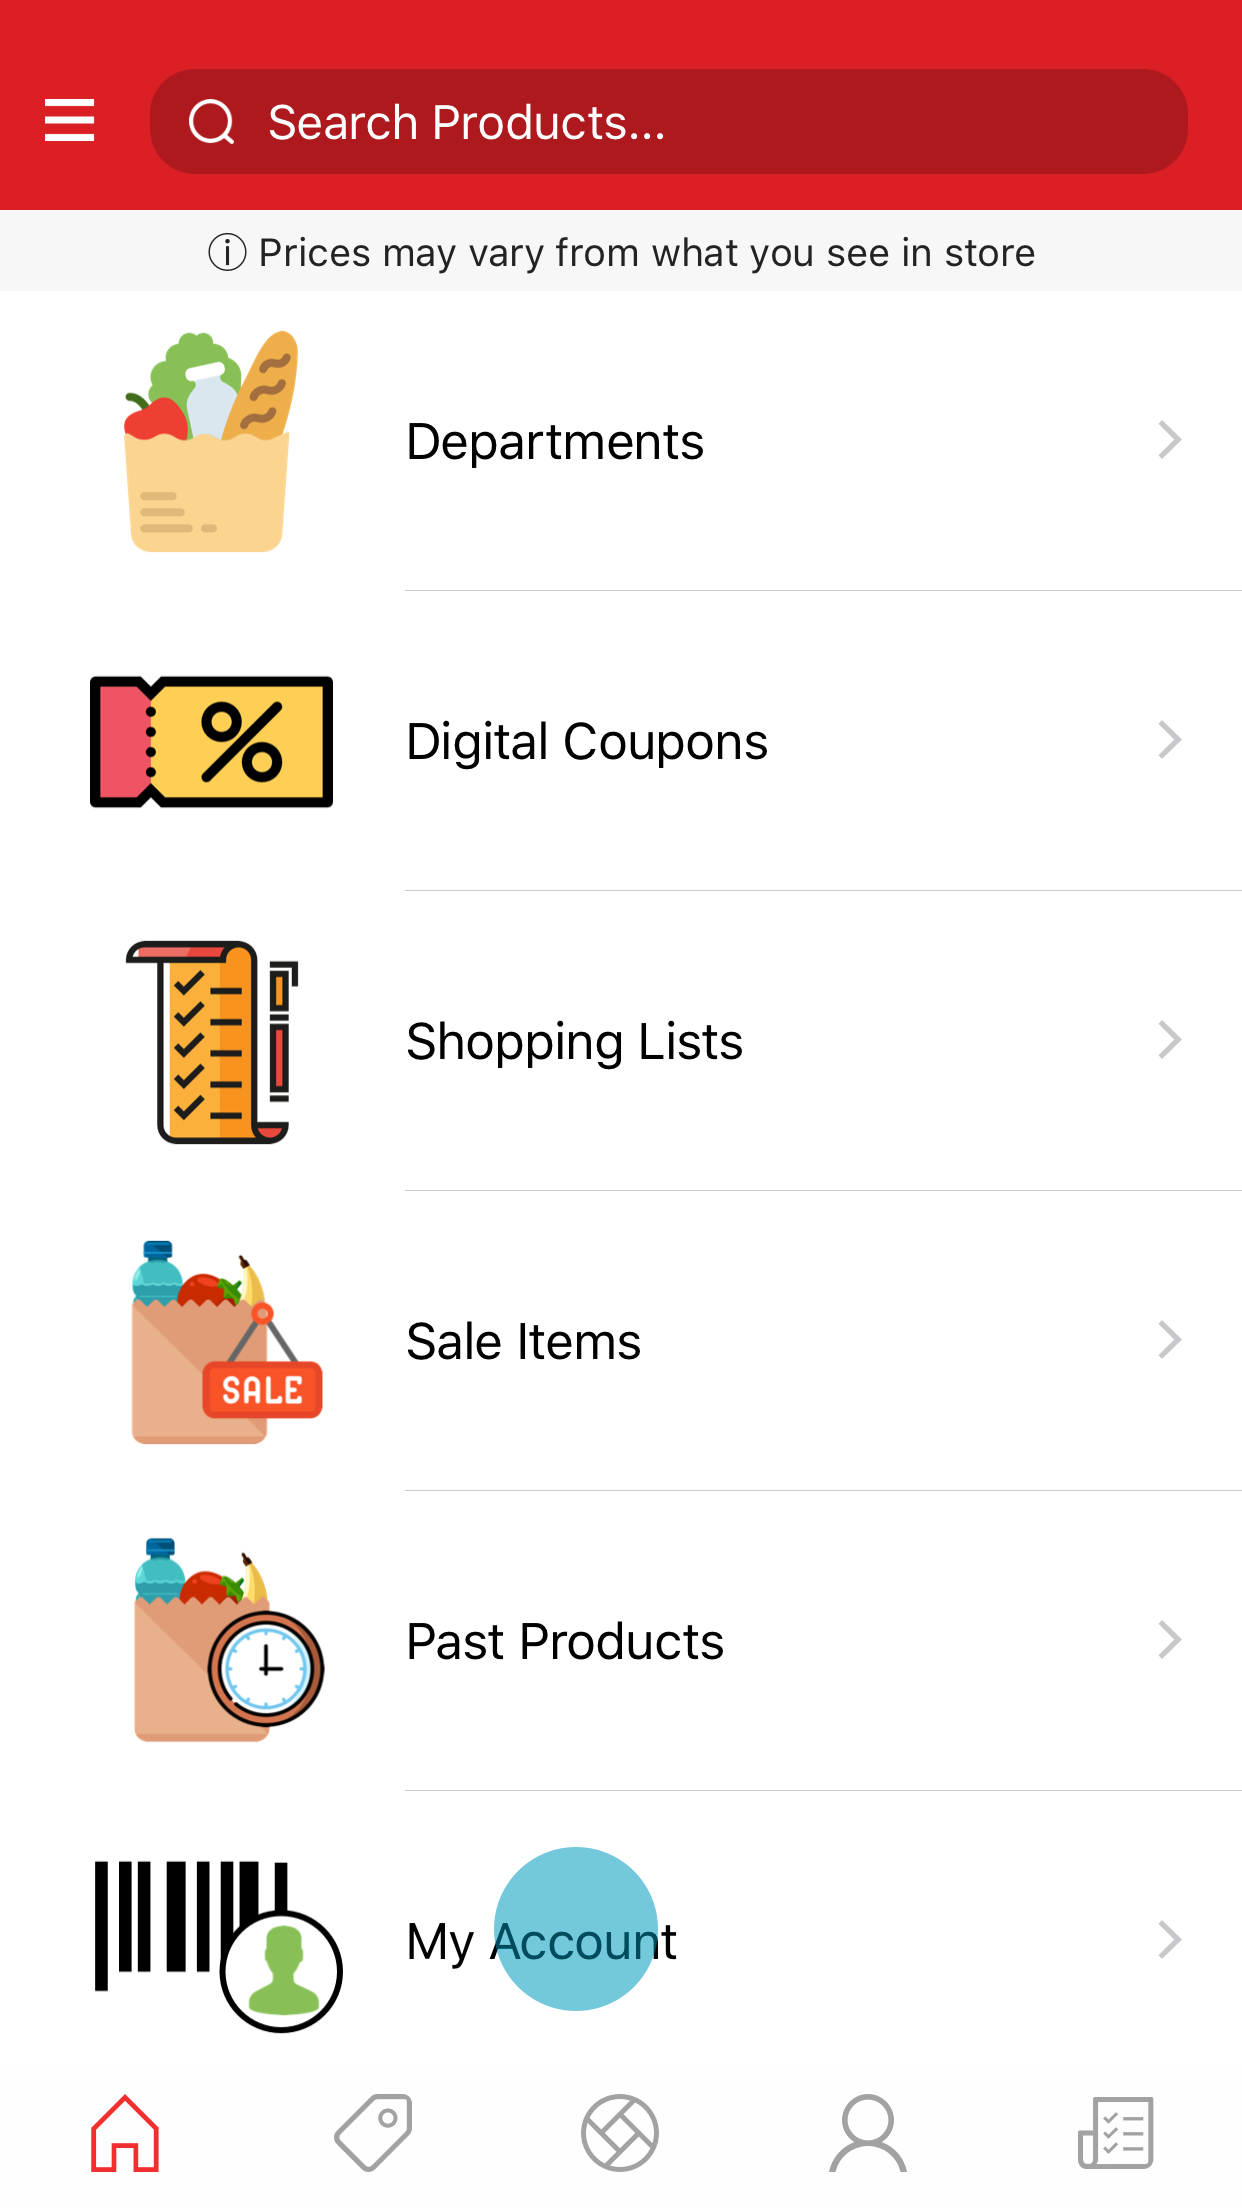 Search Products...
Prices may vary from what you see in store
Departments
%
Digital Coupons
Shopping Lists
Sale Items
SALE
Past Products
My Account